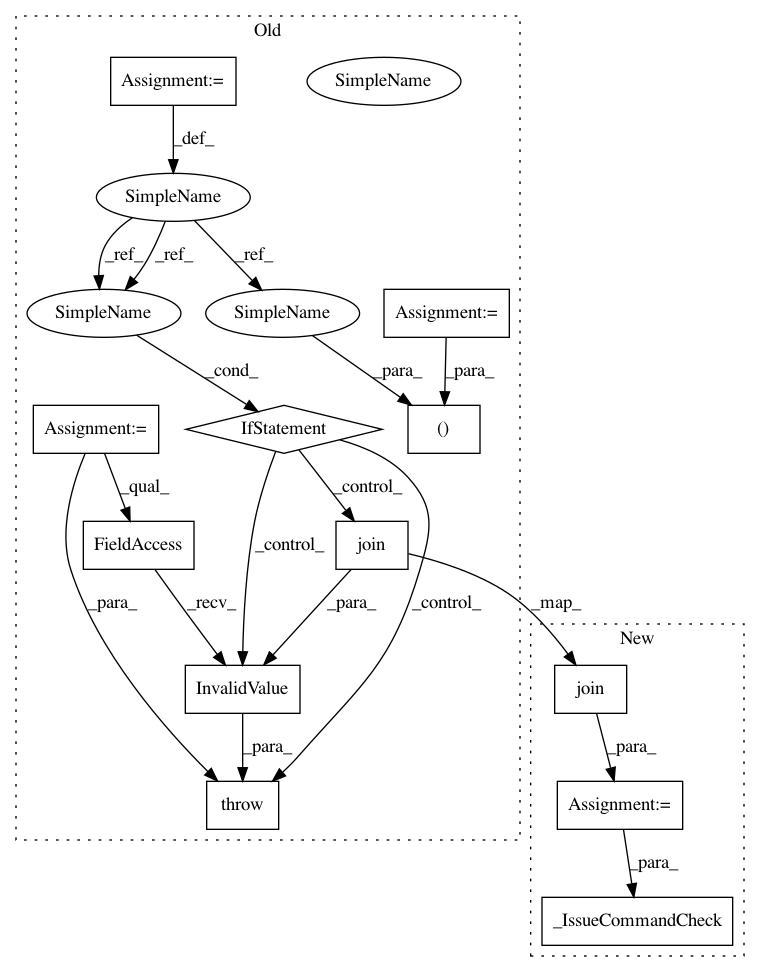 Old
Assignment:=
SimpleName
_def_
SimpleName
_ref_
_ref_
_ref_
SimpleName
SimpleName
Assignment:=
_cond_
_para_
_para_
Assignment:=
IfStatement
()
_qual_
_control_
FieldAccess
_control_
join
_para_
_recv_
_para_
_control_
_map_
New
InvalidValue
join
_para_
_para_
throw
Assignment:=
_para_
_IssueCommandCheck